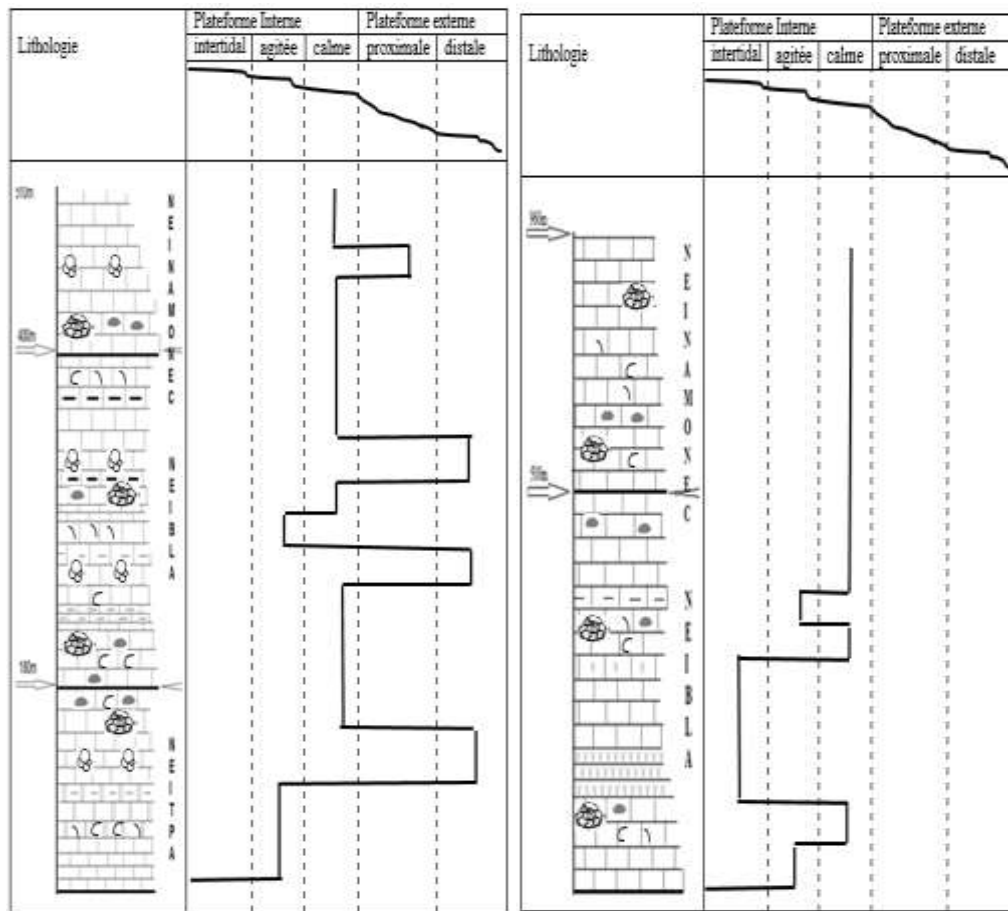 Lithologie
Plateforme Interne
Plateforme externe
intertidal
agitée
calme
proximale
distale
NEINAMONEC
NEIBLA
180m
NEITPA
Lithologie
Plateforme Interne
Plateforme externe
intertidal
agitée
calme
proximale
distale
NEINAMONEC
NEIBLA